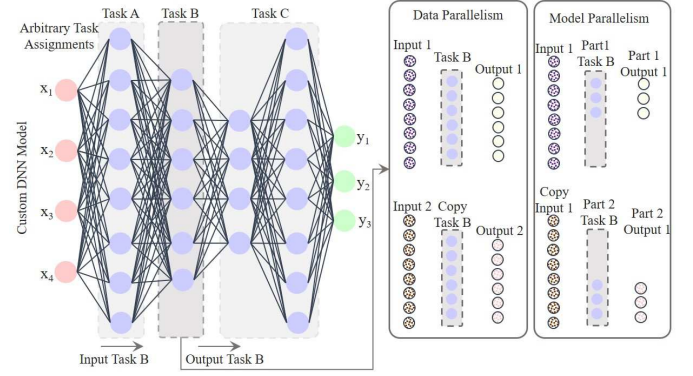 Task A
Task B
Task C
Arbitrary Task
Assignments
Custom DNN Model
x1
x2
x3
x4
y1
y2
y3
Input Task B
Output Task B
Data Parallelism
Input 1
Task B
Output 1
Input 2
Copy
Task B
Output 2
Model Parallelism
Input 1
Part1
Task B
Part 1
Output 1
Copy
Input 1
Part 2
Task B
Part 2
Output 1